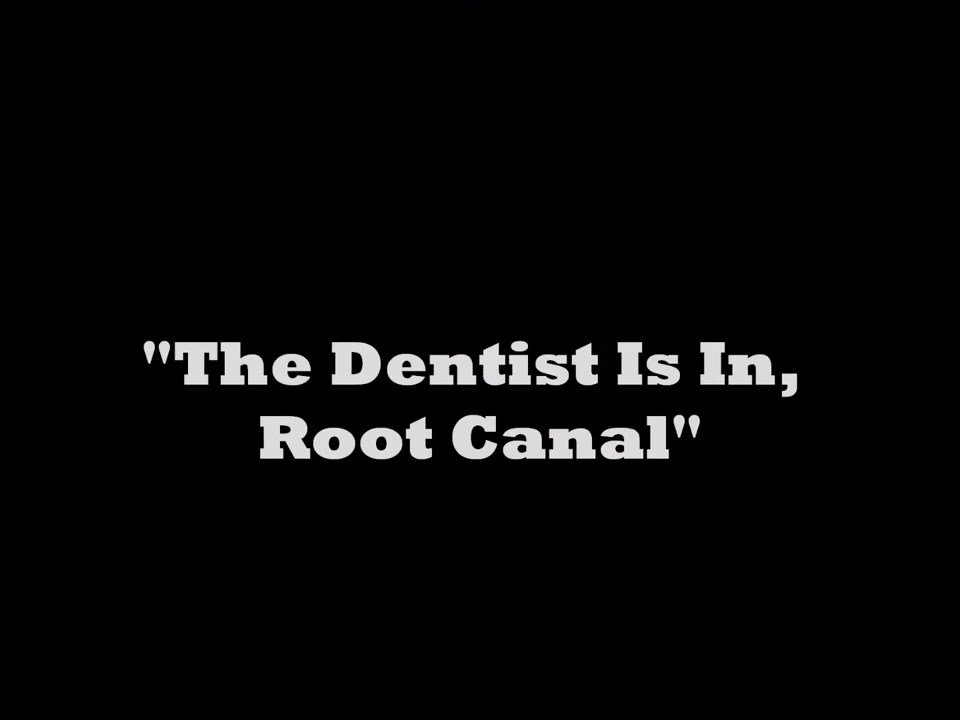 "The Dentist Is In,
Root Canal"